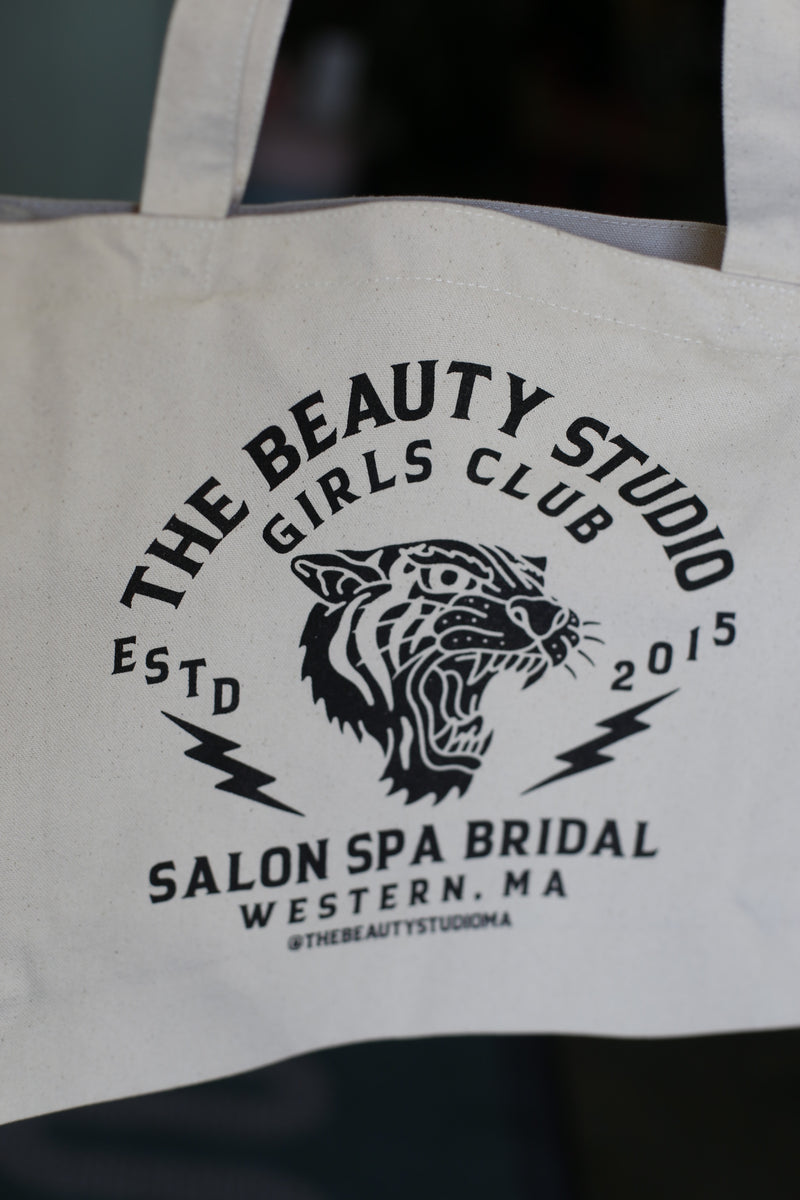 THE BEAUTY STUDIO
GIRLS CLUB
ESTD 2015
SALON SPA BRIDAL
WESTERN, MA
@THEBEAUTYSTUDIOMA